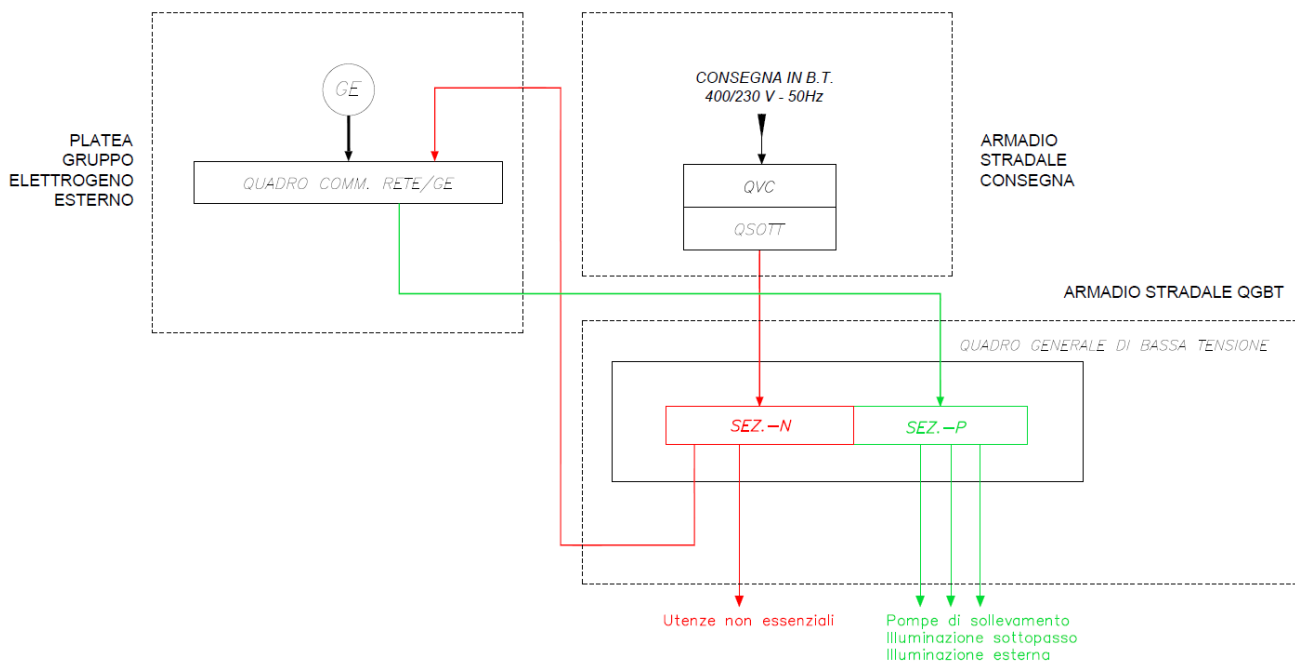 PLATEA
GRUPPO
ELETTROGENO
ESTERNO
GE
QUADRO COMM. RETE/GE
CONSEGNA IN B.T.
400/230 V - 50Hz
QVC
QSOTT
ARMADIO
STRADALE
CONSEGNA
ARMADIO STRADALE QGBT
QUADRO GENERALE DI BASSA TENSIONE
SEZ.-N
SEZ.-P
Utenze non essenziali
Pompe di sollevamento
Illuminazione sottopasso
Illuminazione esterna